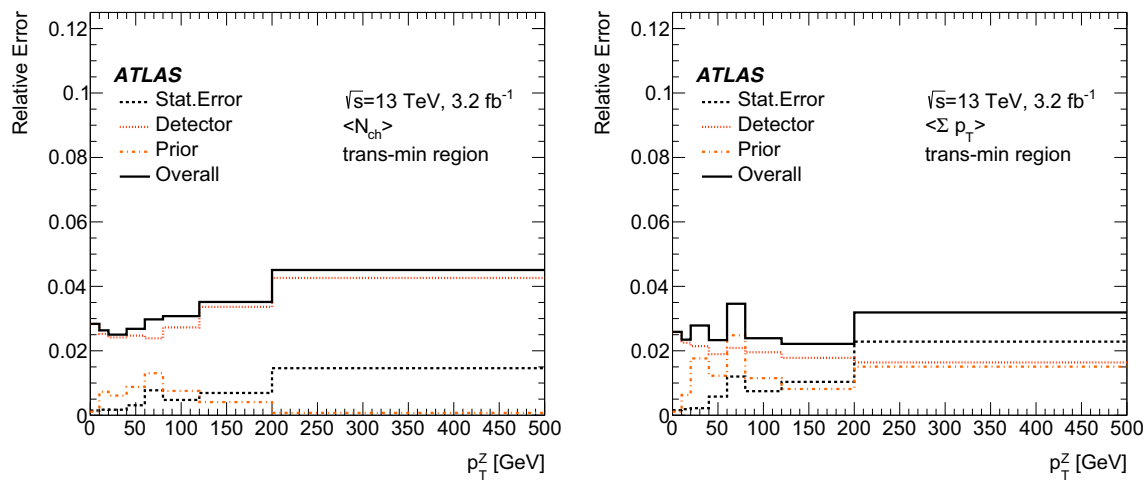 Relative Error
0.12
0.1
0.08
0.06
0.04
0.02
0
ATLAS
Stat.Error
Detector
Prior
Overall
√s=13 TeV, 3.2 fb⁻¹
<N_ch>
trans-min region
0 50 100 150 200 250 300 350 400 450 500
p_T^Z [GeV]
Relative Error
0.12
0.1
0.08
0.06
0.04
0.02
0
ATLAS
Stat.Error
Detector
Prior
Overall
√s=13 TeV, 3.2 fb⁻¹
<Σ p_T>
trans-min region
0 50 100 150 200 250 300 350 400 450 500
p_T^Z [GeV]